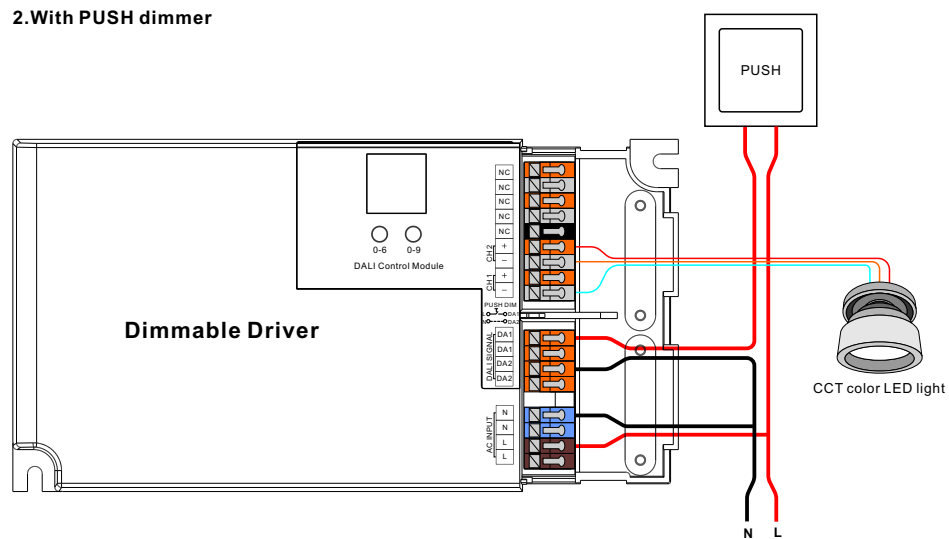 2.With PUSH dimmer
PUSH
NC
NC
NC
NC
NC
CH2
+
−
CH1
+
−
0-6 0-9
DALI Control Module
PUSH DIM
L DA1
N DA2
Dimmable Driver
DALI SIGNAL
DA1
DA1
DA2
DA2
AC INPUT
N
N
L
L
CCT color LED light
N L